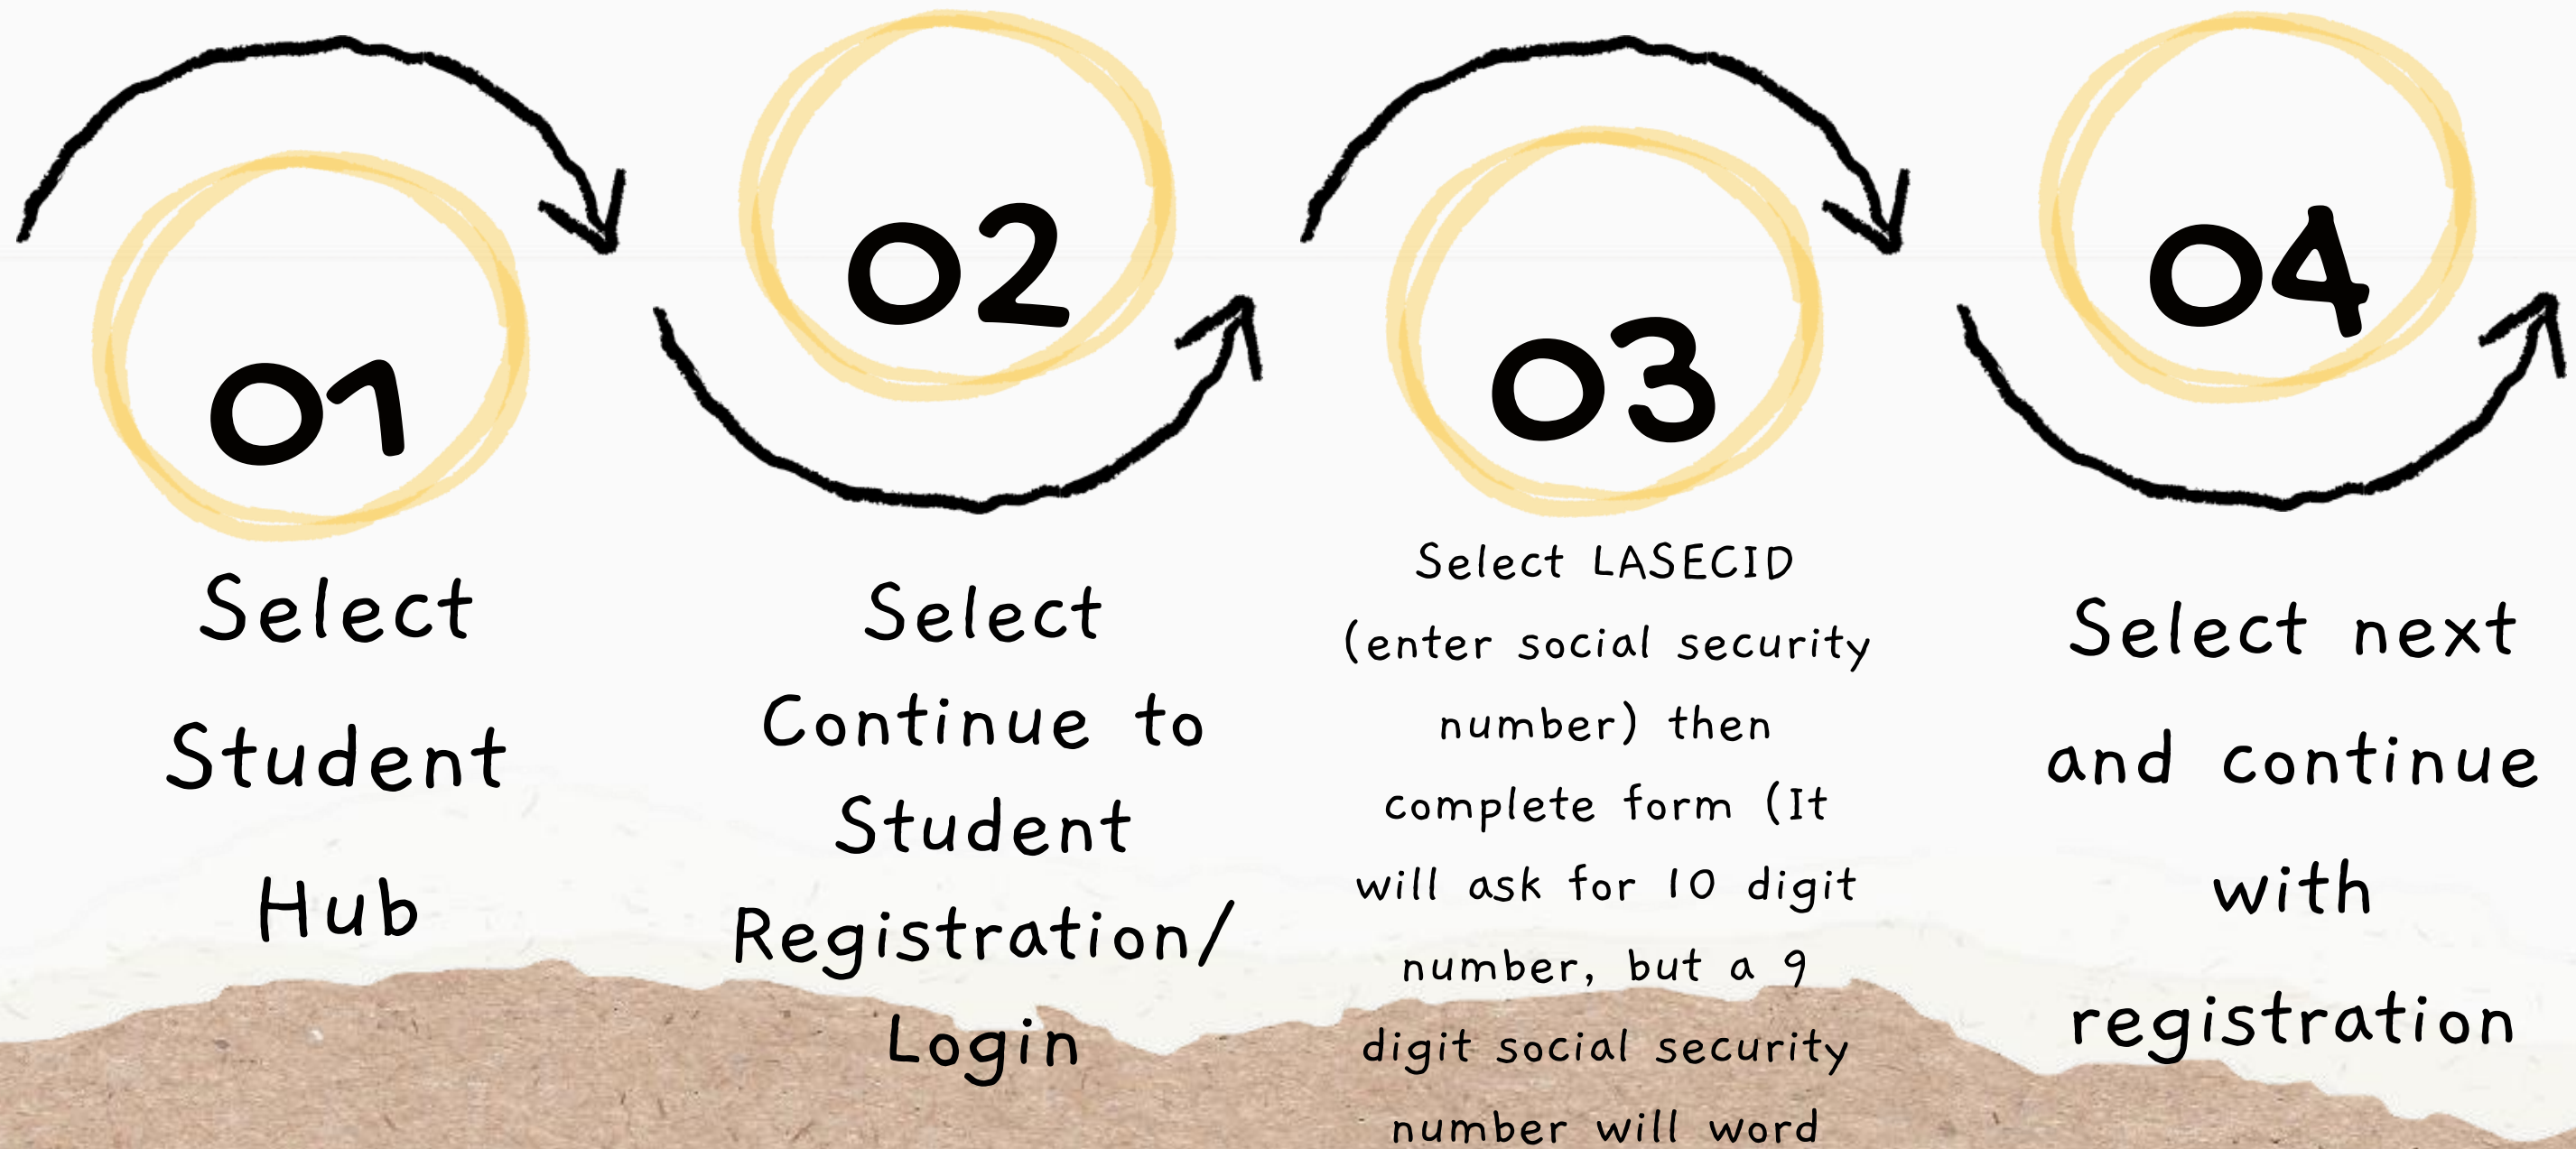 01
Select
Student
Hub
02
Select
Continue to
Student
Registration/
Login
03
Select LASECID
(enter social security
number) then
complete form (It
will ask for 10 digit
number, but a 9
digit social security
number will word
04
Select next
and continue
with
registration